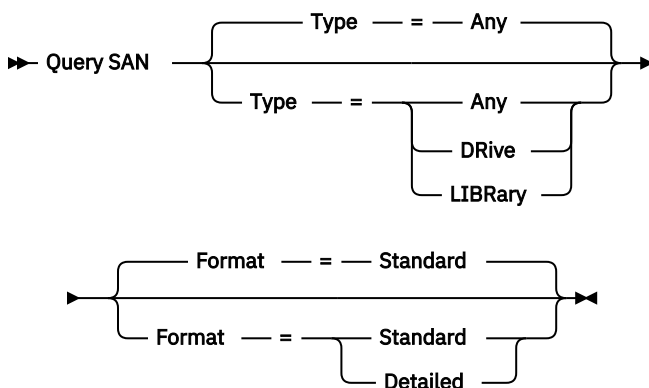 Type = Any
Query SAN
Type = Any
DRive
LIBRary
Format = Standard
Format = Standard
Detailed